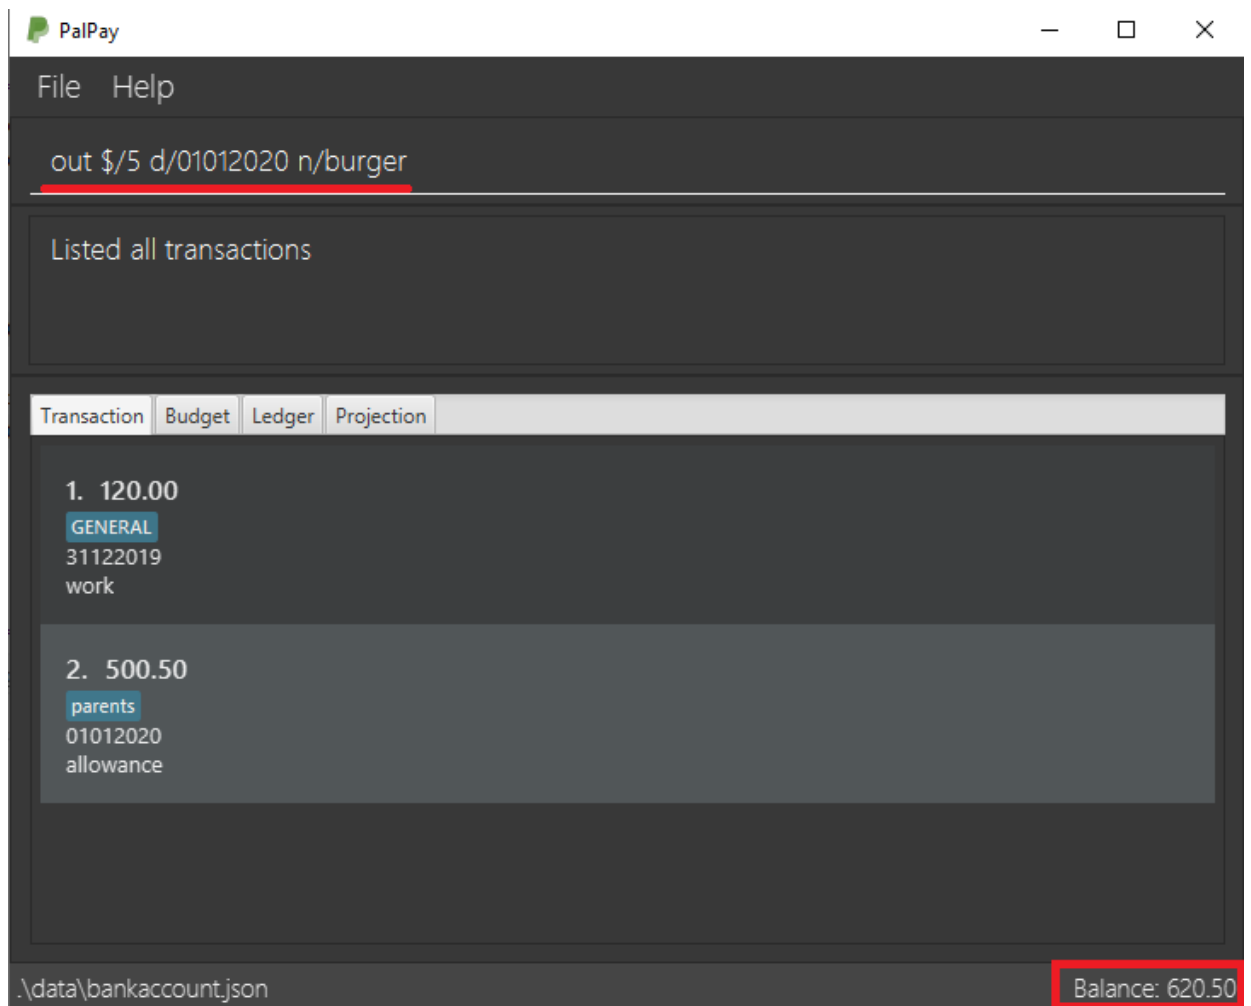 PalPay
File Help
out $/5 d/01012020 n/burger
Listed all transactions
Transaction Budget Ledger Projection
1. 120.00
GENERAL
31122019
work
2. 500.50
parents
01012020
allowance
.\data\bankaccount.json Balance: 620.50